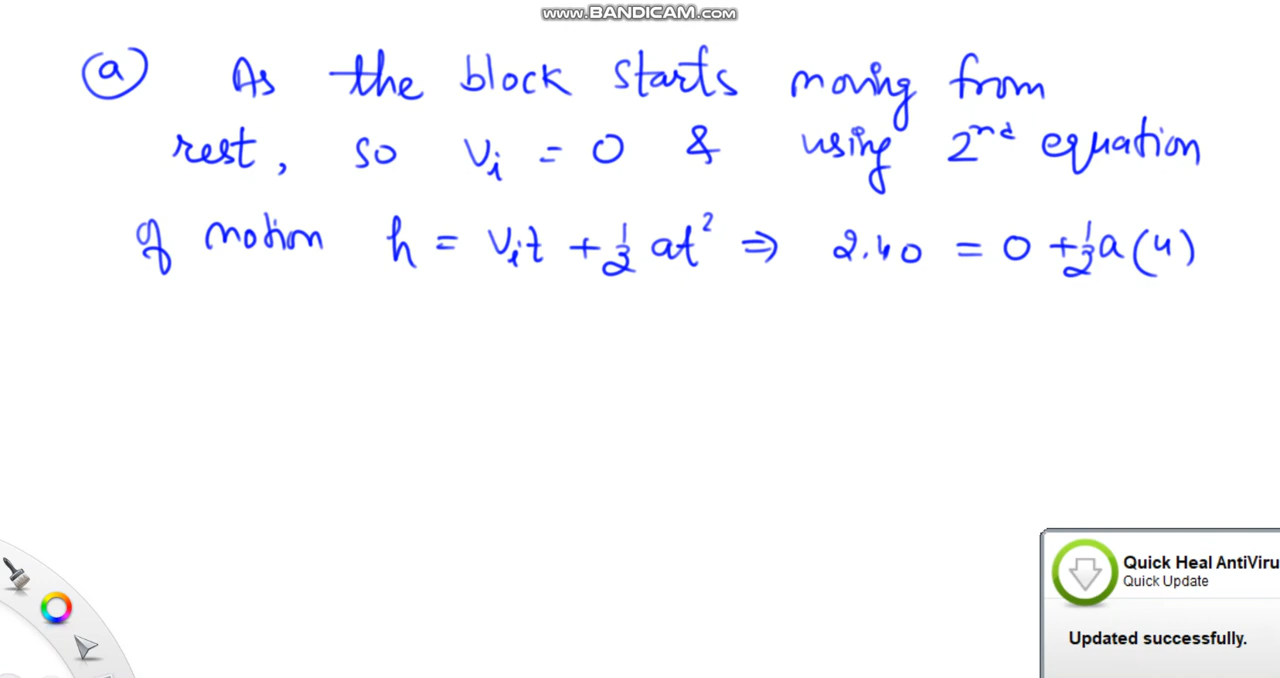 www.BANDICAM.com
(a) As the block starts moving from
rest, so vᵢ = 0 & using 2ⁿᵈ equation
of motion h = vᵢt + 1/2 at² ⇒ 2.40 = 0 + 1/2 a(4)
Quick Heal AntiViru
Quick Update
Updated successfully.